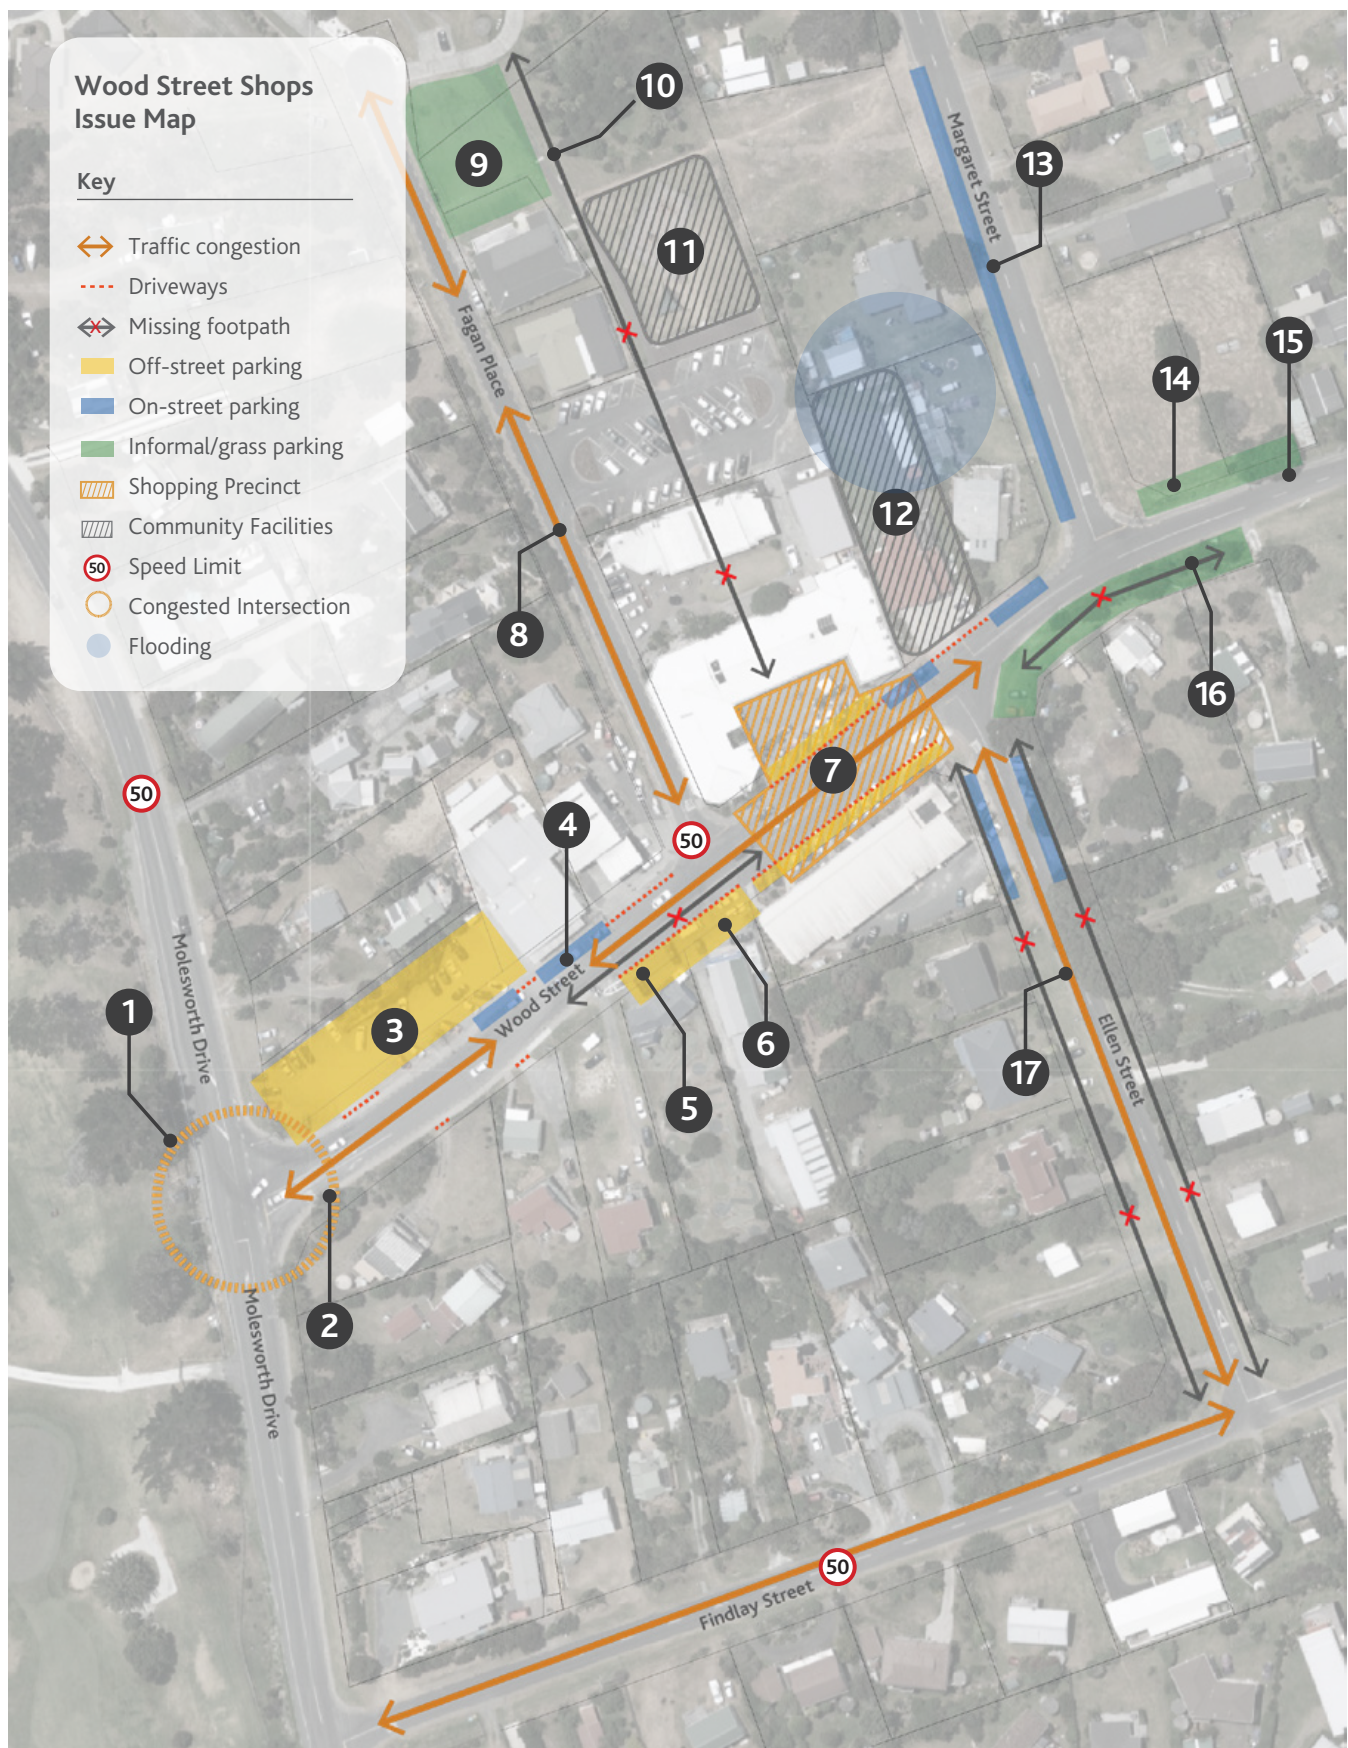 Wood Street Shops
Issue Map
Key
Traffic congestion
Driveways
Missing footpath
Off-street parking
On-street parking
Informal/grass parking
Shopping Precinct
Community Facilities
50 Speed Limit
Congested Intersection
Flooding
10
9
13
Margaret Street
11
15
14
Fagan Place
12
8
16
50
7
4
50
Molesworth Drive
1
3
Wood Street
6
17
5
Ellen Street
2
Molesworth Drive
50
Findlay Street